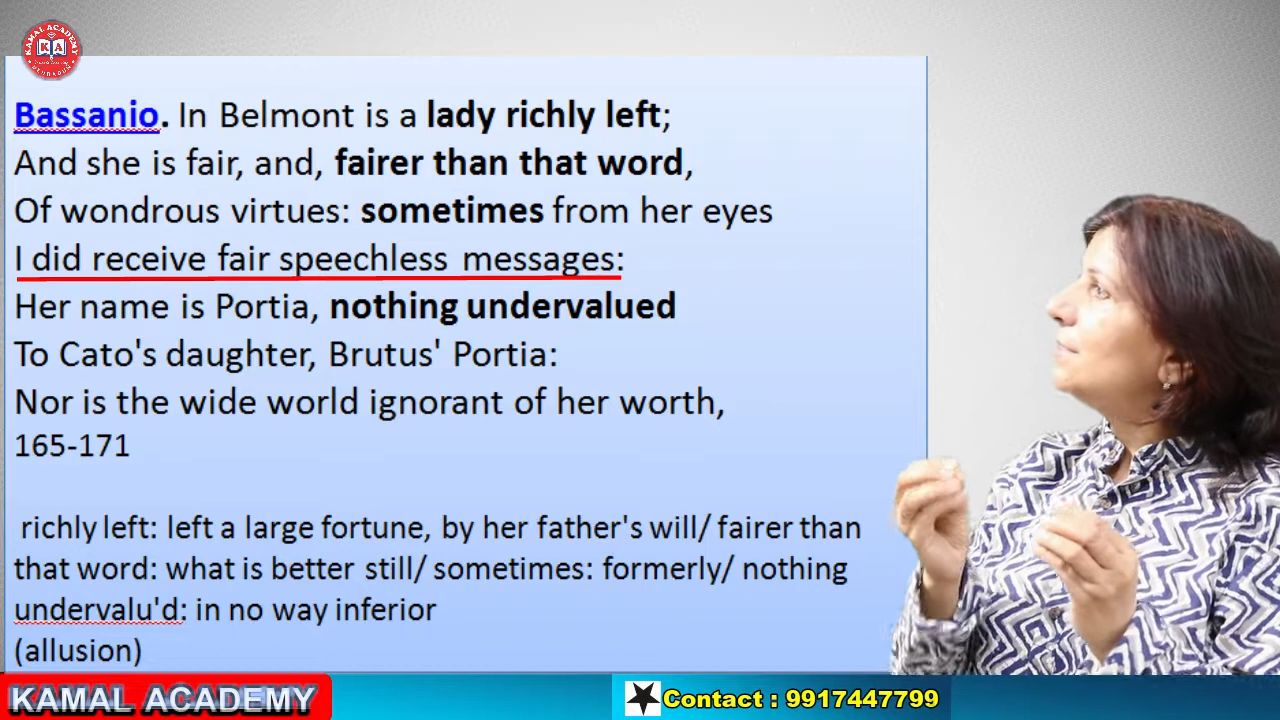 KAMAL ACADEMY
KA
DEHRADUN
Bassanio. In Belmont is a lady richly left;
And she is fair, and, fairer than that word,
Of wondrous virtues: sometimes from her eyes
I did receive fair speechless messages:
Her name is Portia, nothing undervalued
To Cato's daughter, Brutus' Portia:
Nor is the wide world ignorant of her worth,
165-171
richly left: left a large fortune, by her father's will/ fairer than
that word: what is better still/ sometimes: formerly/ nothing
undervalu'd: in no way inferior
(allusion)
KAMAL ACADEMY
Contact : 9917447799